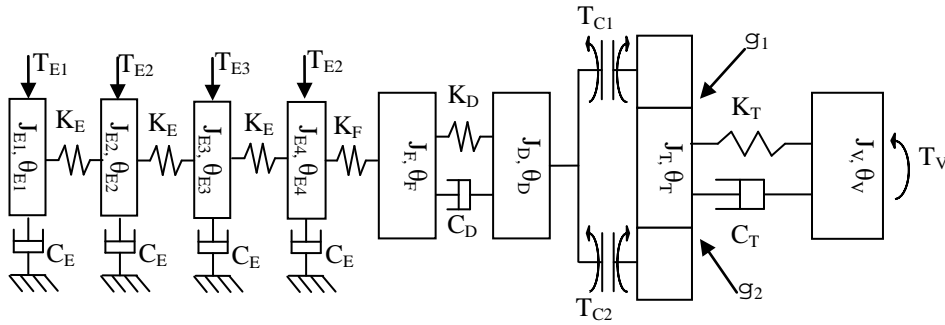 T_C1
T_E1
T_E2
T_E3
T_E2
g_1
K_E
K_E
K_E
K_F
K_D
K_T
J_E1, θ_E1
J_E2, θ_E2
J_E3, θ_E3
J_E4, θ_E4
J_F, θ_F
J_D, θ_D
J_T, θ_T
J_V, θ_V
T_V
C_E
C_E
C_E
C_E
C_D
C_T
T_C2
g_2